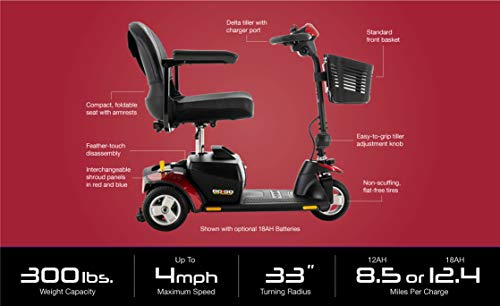 Delta tiller with
charger port
Standard
front basket
Compact, foldable
seat with armrests
Feather-touch
disassembly
Easy-to-grip tiller
adjustment knob
Interchangeable
shroud panels
in red and blue
Non-scuffing,
flat-free tires
GO-GO
Shown with optional 18AH Batteries
300lbs.
Weight Capacity
Up To
4mph
Maximum Speed
33"
Turning Radius
12AH 18AH
8.5 or 12.4
Miles Per Charge